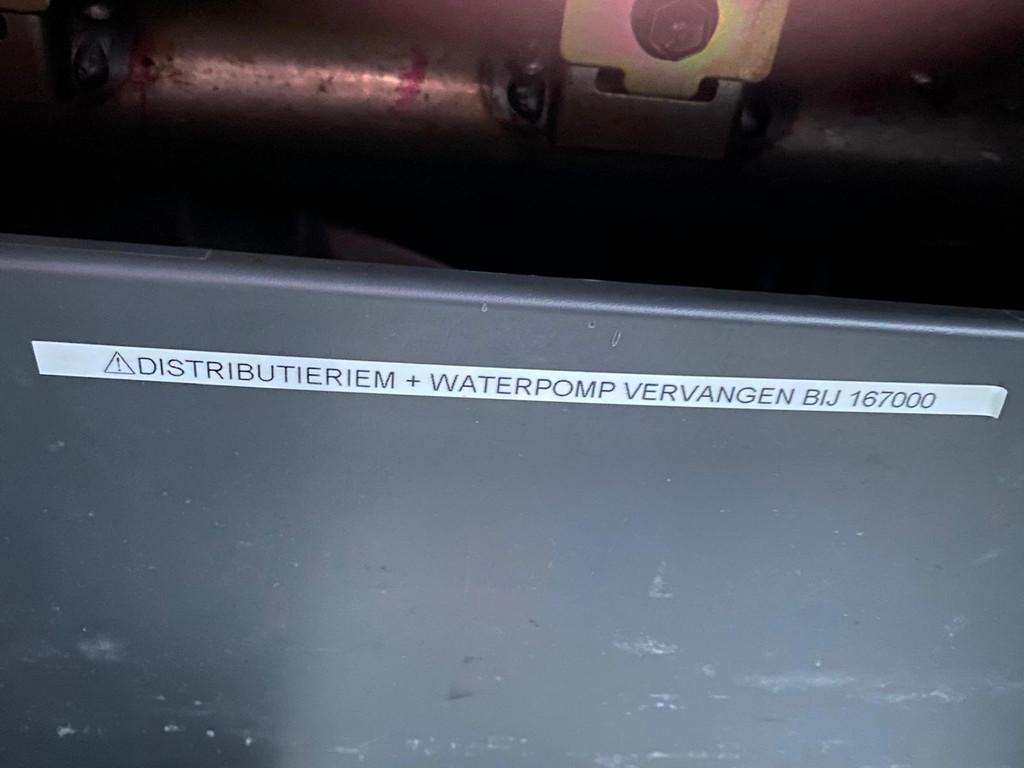 ⚠DISTRIBUTIERIEM + WATERPOMP VERVANGEN BIJ 167000